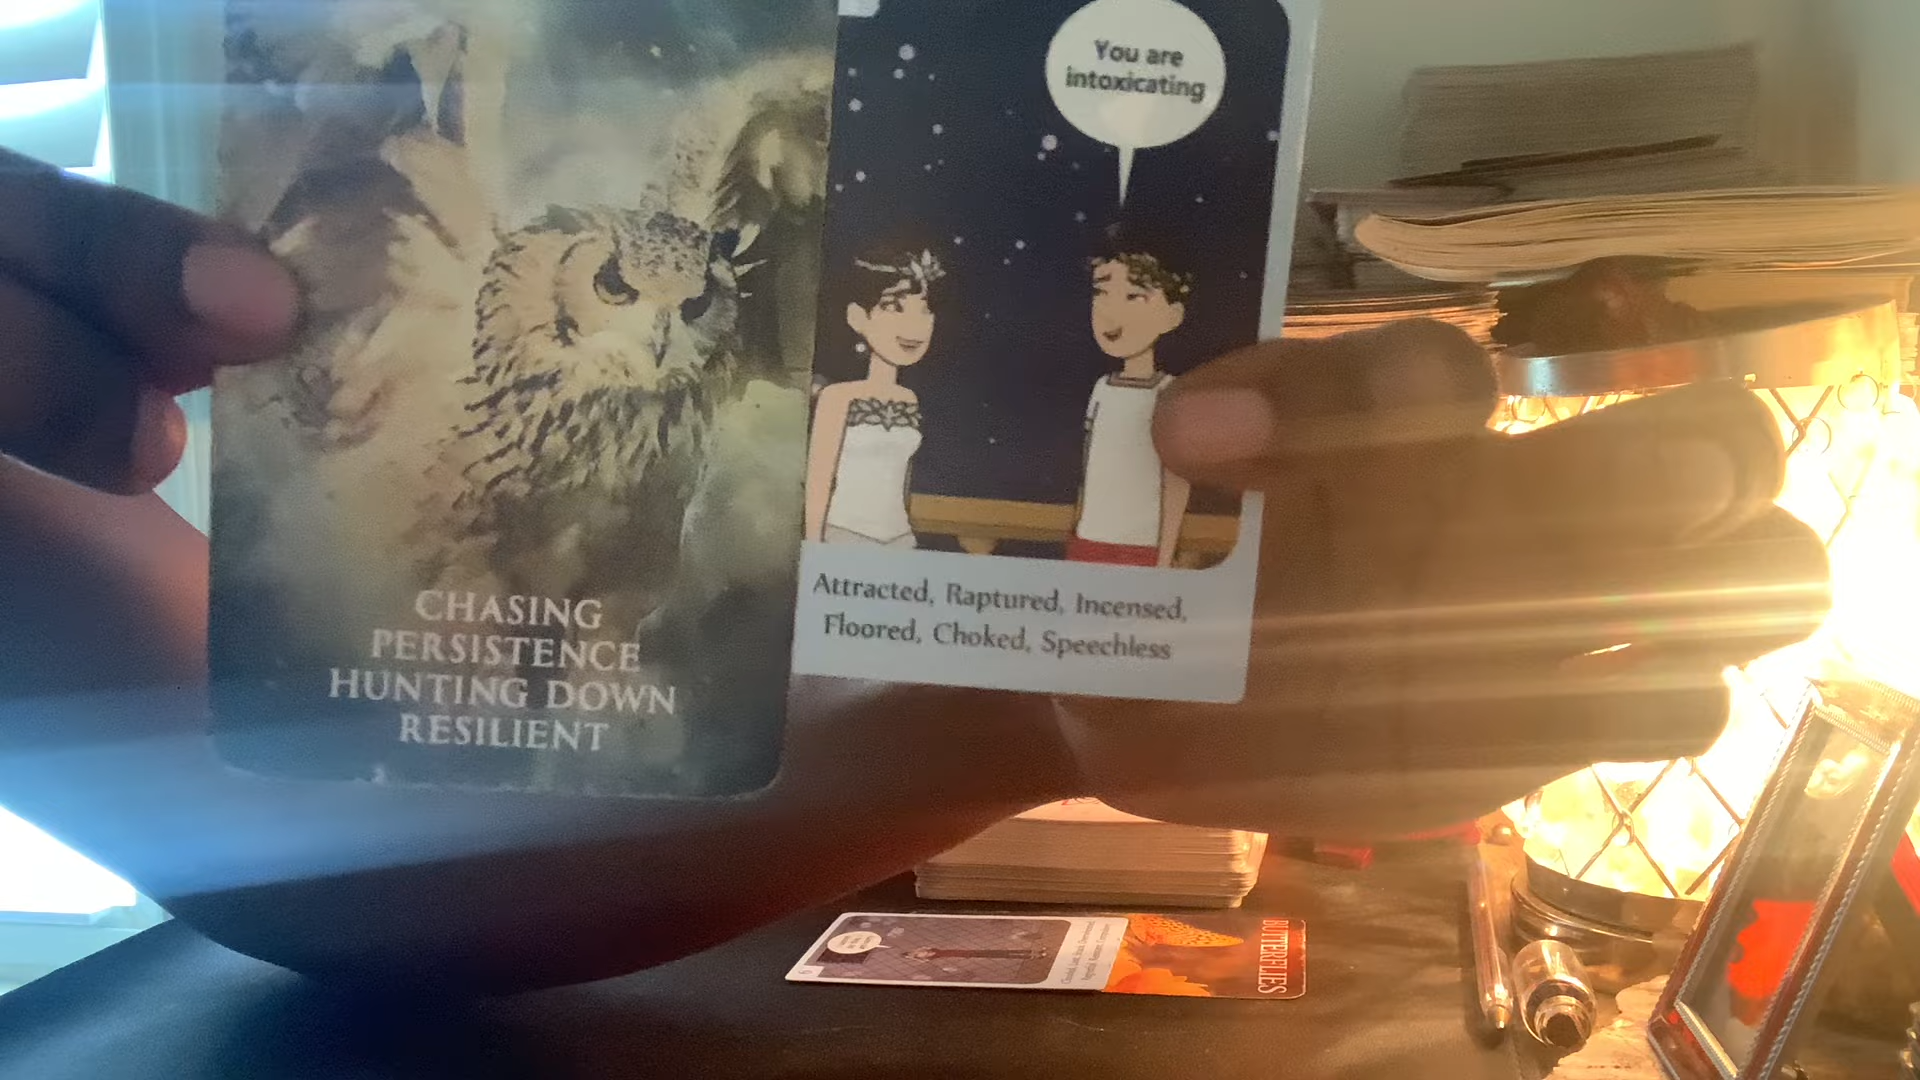 You are
intoxicating
CHASING
PERSISTENCE
HUNTING DOWN
RESILIENT
Attracted, Raptured, Incensed,
Floored, Choked, Speechless
BUTTERFLIES